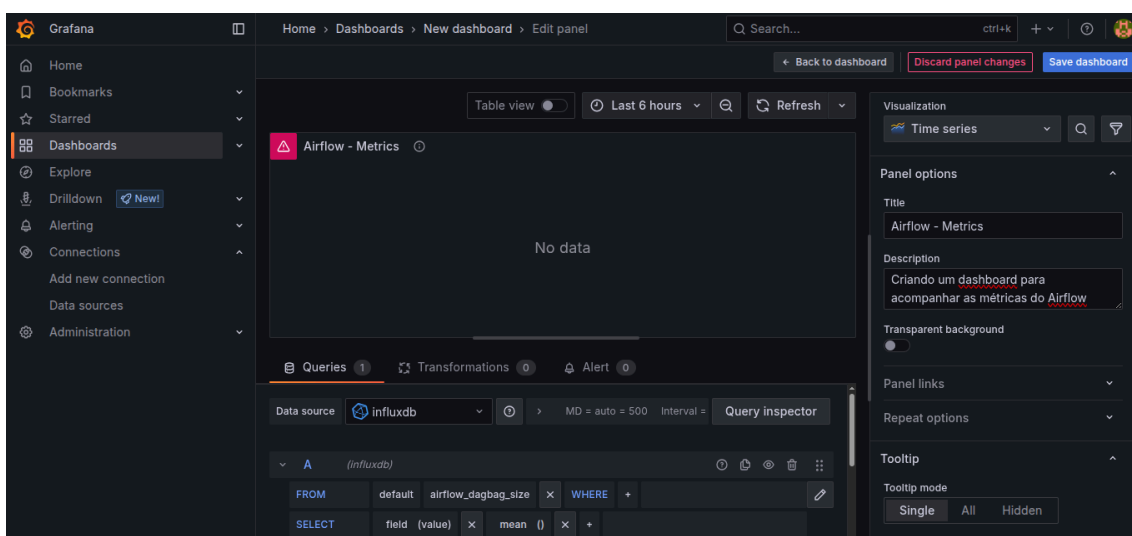 Grafana
Home › Dashboards › New dashboard › Edit panel
Search...
ctrl+k
Home
Bookmarks
Starred
Dashboards
Explore
Drilldown
New!
Alerting
Connections
Add new connection
Data sources
Administration
← Back to dashboard
Discard panel changes
Save dashboard
Table view
Last 6 hours
Refresh
Airflow - Metrics
No data
Queries 1
Transformations 0
Alert 0
Data source
influxdb
MD = auto = 500
Interval =
Query inspector
A
(influxdb)
FROM default airflow_dagbag_size × WHERE +
SELECT field (value) × mean () × +
Visualization
Time series
Panel options
Title
Airflow - Metrics
Description
Criando um dashboard para
acompanhar as métricas do Airflow
Transparent background
Panel links
Repeat options
Tooltip
Tooltip mode
Single All Hidden